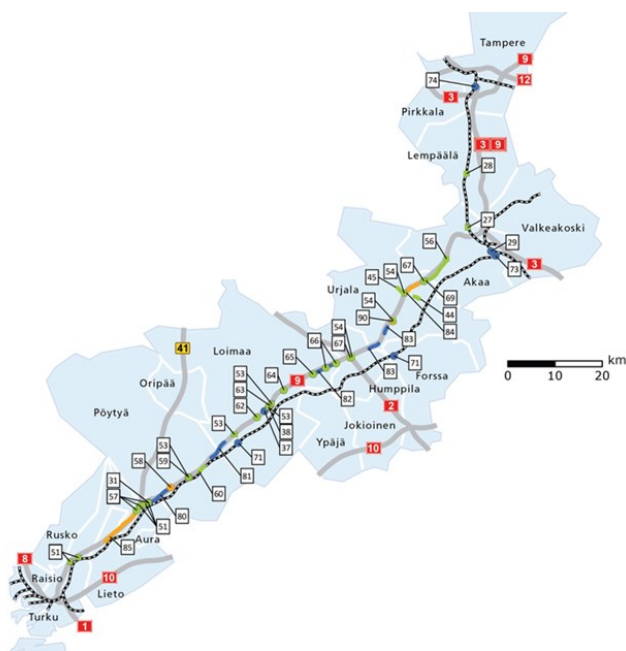 Tampere
9
74
12
3
Pirkkala
3 9
Lempäälä
28
27
Valkeakoski
56
29
67
54
45
3
73
Akaa
69
Urjala
44
54
84
90
54
83
66
67
41
Loimaa
65
71
km
83
0 10 20
53
64
9
Forssa
Oripää
63
82
Humppila
62
53
2
Pöytyä
38
Jokioinen
53
37
Ypäjä
53
71
10
58
59
81
31
60
57
80
51
Rusko
85
Aura
51
8
Raisio
10
Lieto
Turku
1